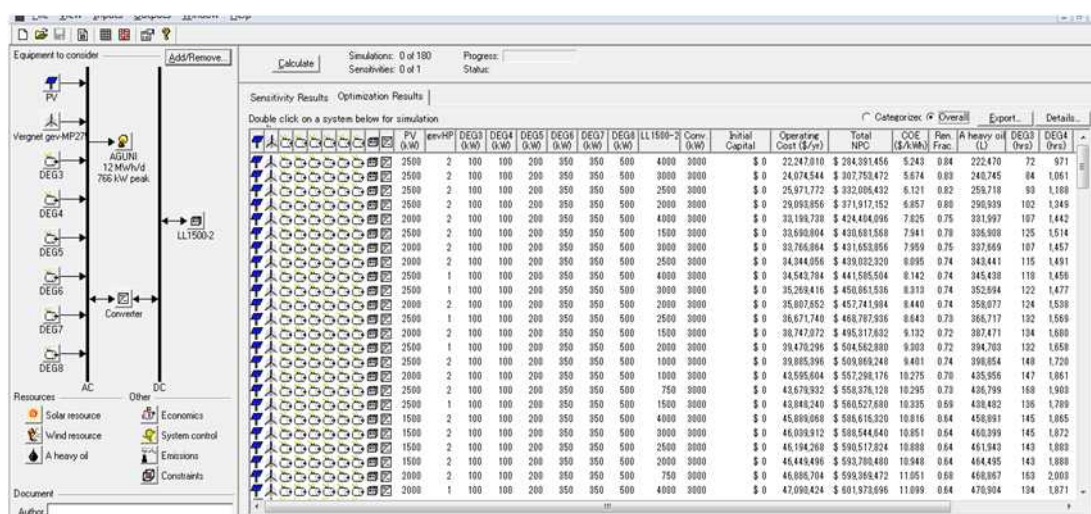 File View Inputs Outputs Window Help
Equipment to consider Add/Remove...
PV
Vergnet gev-MP27
AGUNI
12 MWh/d
766 kW peak
DEG3
DEG4
LL1500-2
DEG5
DEG6
Converter
DEG7
DEG8
AC DC
Resources Other
Solar resource Economics
Wind resource System control
A heavy oil Emissions
Constraints
Document
Author
Calculate
Simulations: 0 of 180 Progress:
Sensitivities: 0 of 1 Status:
Sensitivity Results Optimization Results
Double click on a system below for simulation
Categorized Overall Export... Details...
PV (kW) gevHP DEG3 (kW) DEG4 (kW) DEG5 (kW) DEG6 (kW) DEG7 (kW) DEG8 (kW) LL1500-2 Conv. (kW) Initial Capital Operating Cost ($/yr) Total NPC COE ($/kWh) Ren. Frac. A heavy oil (L) DEG3 (hrs) DEG4 (hrs)
2500 2 100 100 200 350 350 500 4000 3000 $ 0 22,247,010 $ 284,391,456 5.243 0.84 222,470 72 971
2500 2 100 100 200 350 350 500 3000 3000 $ 0 24,074,544 $ 307,753,472 5.674 0.83 240,745 84 1,061
2500 2 100 100 200 350 350 500 2500 3000 $ 0 25,971,772 $ 332,006,432 6.121 0.82 259,718 93 1,188
2500 2 100 100 200 350 350 500 2000 3000 $ 0 29,093,856 $ 371,917,152 6.857 0.80 290,939 102 1,349
2000 2 100 100 200 350 350 500 4000 3000 $ 0 33,199,738 $ 424,404,096 7.825 0.75 331,997 107 1,442
2500 2 100 100 200 350 350 500 1500 3000 $ 0 33,690,804 $ 430,681,568 7.941 0.78 336,908 125 1,514
2000 2 100 100 200 350 350 500 3000 3000 $ 0 33,766,864 $ 431,653,856 7.959 0.75 337,669 107 1,457
2000 2 100 100 200 350 350 500 2500 3000 $ 0 34,344,056 $ 439,032,320 8.095 0.74 343,441 115 1,491
2500 1 100 100 200 350 350 500 4000 3000 $ 0 34,543,784 $ 441,585,504 8.142 0.74 345,438 118 1,456
2500 1 100 100 200 350 350 500 3000 3000 $ 0 35,269,416 $ 450,861,536 8.313 0.74 352,694 122 1,477
2000 2 100 100 200 350 350 500 2000 3000 $ 0 35,807,652 $ 457,741,984 8.440 0.74 358,077 124 1,538
2500 1 100 100 200 350 350 500 2500 3000 $ 0 36,671,740 $ 468,787,936 8.643 0.73 366,717 132 1,569
2000 2 100 100 200 350 350 500 1500 3000 $ 0 38,747,072 $ 495,317,632 9.132 0.72 387,471 134 1,680
2500 1 100 100 200 350 350 500 2000 3000 $ 0 39,470,296 $ 504,562,880 9.303 0.72 394,703 132 1,658
2500 2 100 100 200 350 350 500 1000 3000 $ 0 39,885,396 $ 509,869,248 9.401 0.74 398,854 148 1,720
2000 2 100 100 200 350 350 500 1000 3000 $ 0 43,595,604 $ 557,298,176 10.275 0.70 435,956 147 1,861
2500 2 100 100 200 350 350 500 750 3000 $ 0 43,679,932 $ 558,376,128 10.295 0.73 436,799 168 1,903
2500 1 100 100 200 350 350 500 1500 3000 $ 0 43,848,240 $ 560,527,680 10.335 0.69 438,482 136 1,789
1500 2 100 100 200 350 350 500 4000 3000 $ 0 45,889,068 $ 586,616,320 10.816 0.64 458,891 145 1,865
1500 2 100 100 200 350 350 500 3000 3000 $ 0 46,039,912 $ 588,544,640 10.851 0.64 460,399 145 1,872
1500 2 100 100 200 350 350 500 2500 3000 $ 0 46,194,268 $ 590,517,824 10.888 0.64 461,943 143 1,883
1500 2 100 100 200 350 350 500 2000 3000 $ 0 46,449,496 $ 593,780,480 10.948 0.64 464,495 143 1,888
2000 2 100 100 200 350 350 500 750 3000 $ 0 46,886,704 $ 599,369,472 11.051 0.68 468,867 163 2,003
2000 1 100 100 200 350 350 500 4000 3000 $ 0 47,090,424 $ 601,973,696 11.099 0.64 470,904 134 1,871